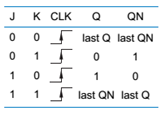 J K CLK Q QN
0 0 last Q last QN
0 1 0 1
1 0 1 0
1 1 last QN last Q